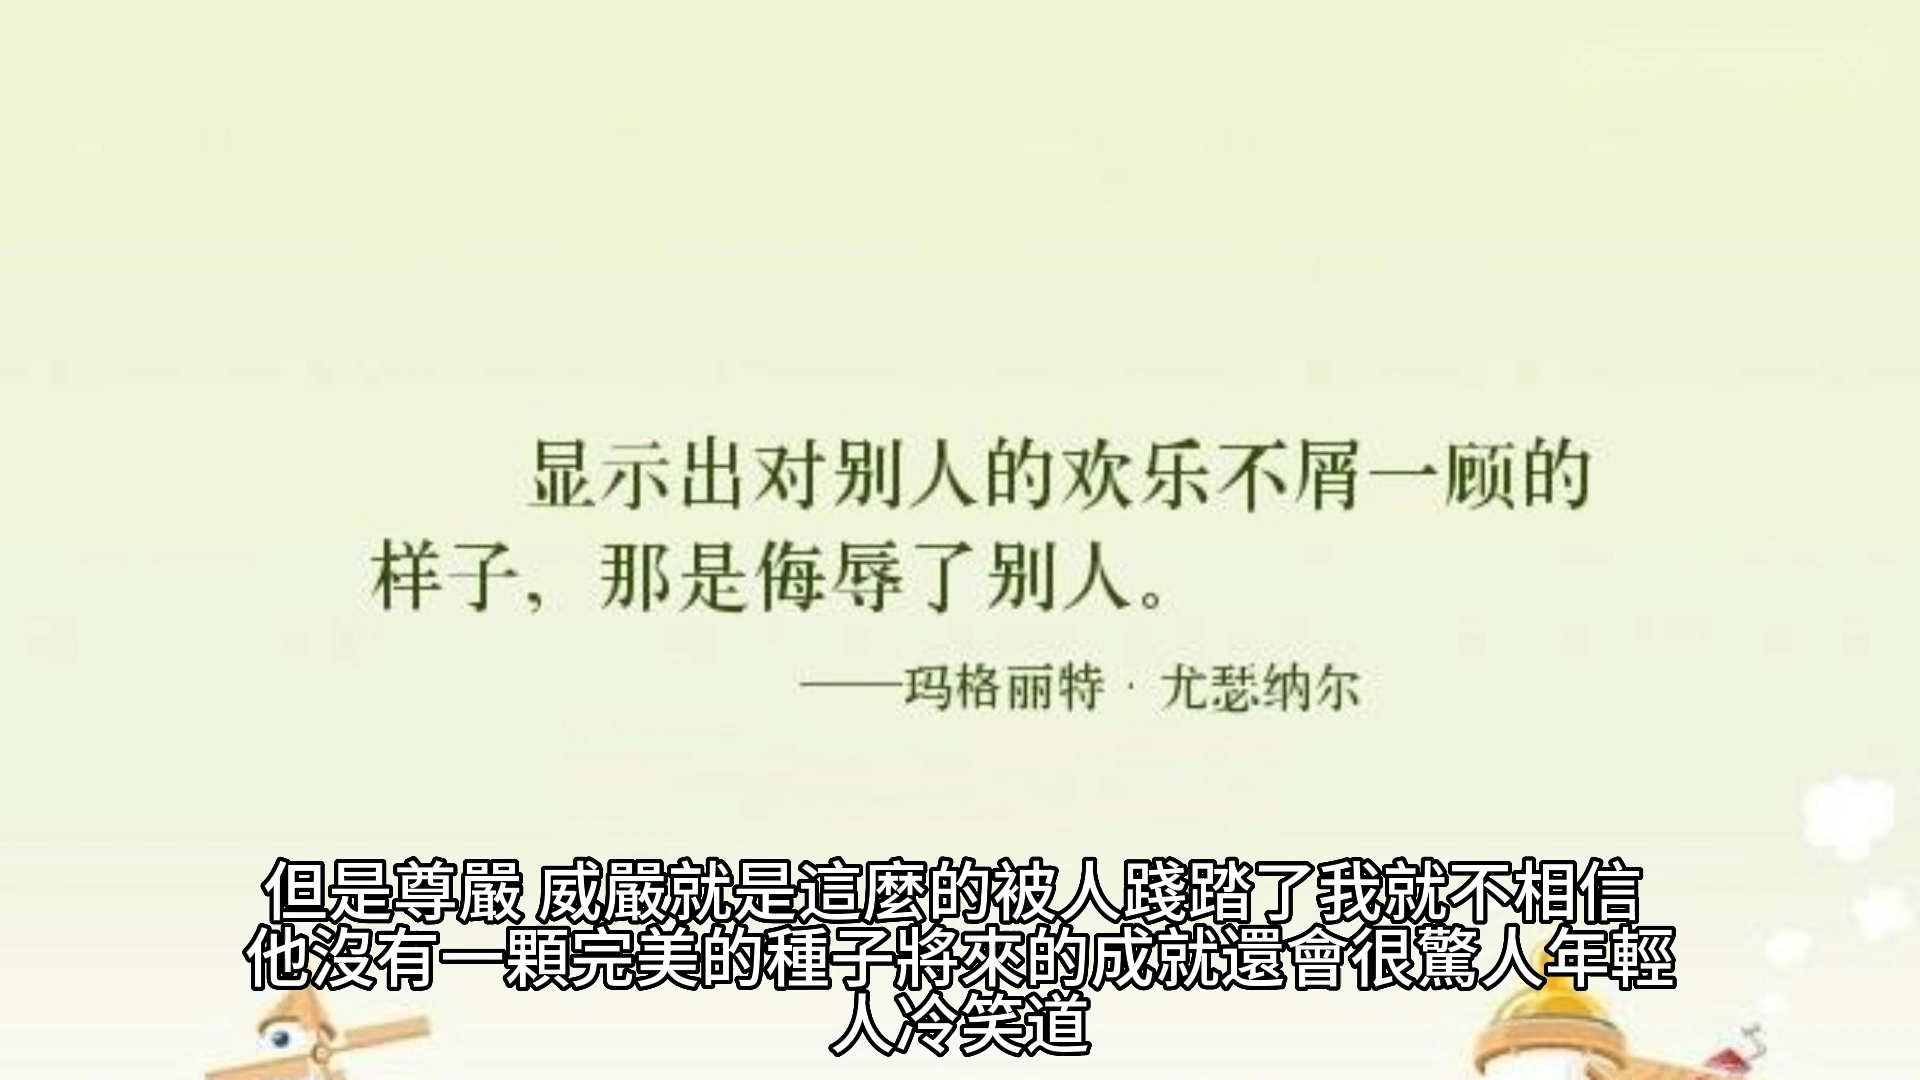 显示出对别人的欢乐不屑一顾的
样子，那是侮辱了别人。
——玛格丽特·尤瑟纳尔
但是尊嚴 威嚴就是這麼的被人踐踏了我就不相信
他沒有一顆完美的種子將來的成就還會很驚人年輕
人冷笑道